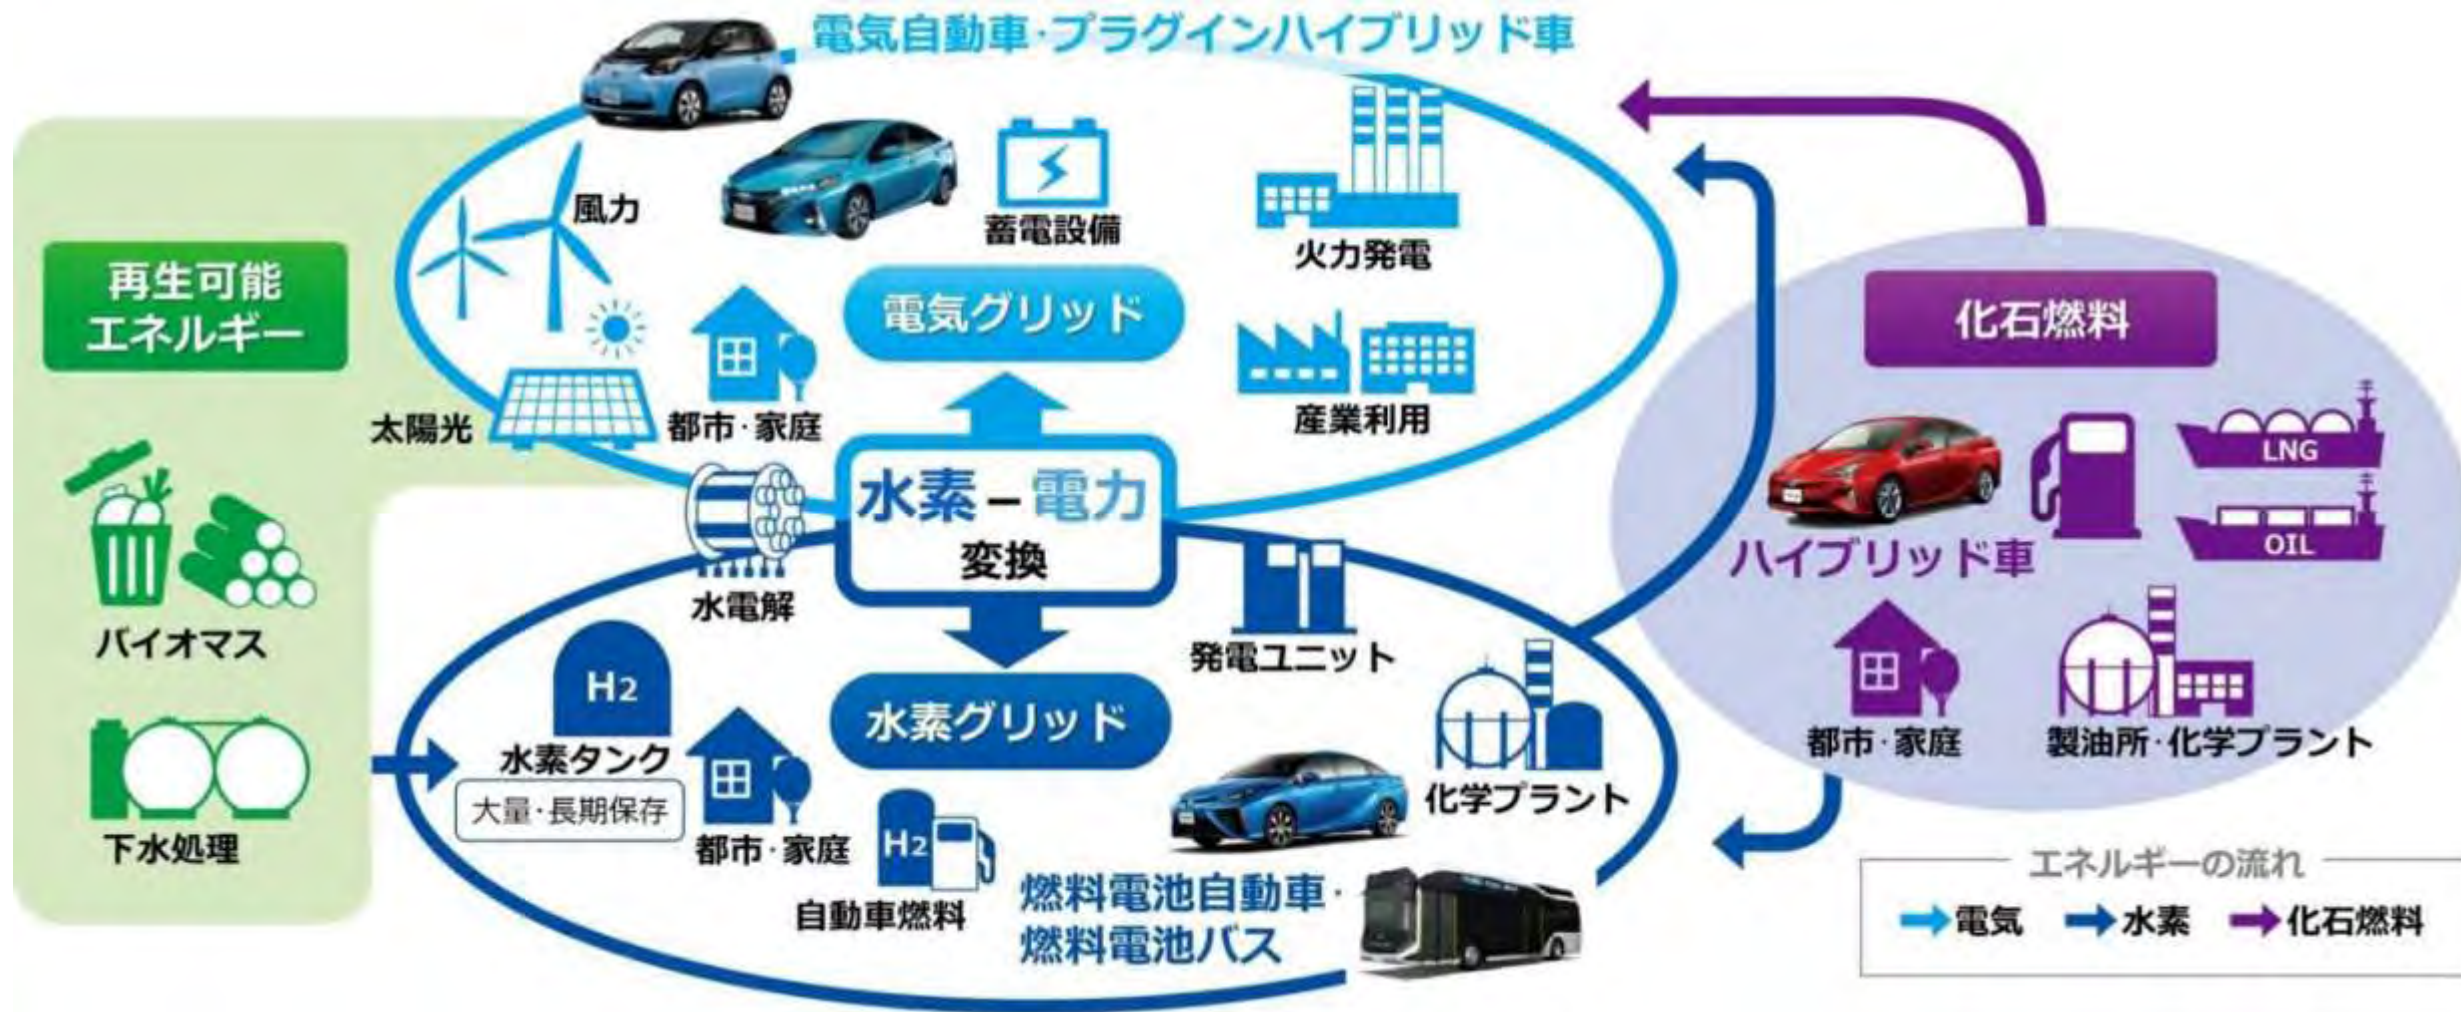 電気自動車・プラグインハイブリッド車
風力
蓄電設備
火力発電
再生可能
エネルギー
電気グリッド
太陽光
都市・家庭
産業利用
水素－電力
変換
水電解
発電ユニット
バイオマス
H2
水素タンク
大量・長期保存
水素グリッド
都市・家庭
化学プラント
下水処理
H2
自動車燃料
燃料電池自動車・
燃料電池バス
化石燃料
LNG
OIL
ハイブリッド車
都市・家庭
製油所・化学プラント
エネルギーの流れ
電気
水素
化石燃料